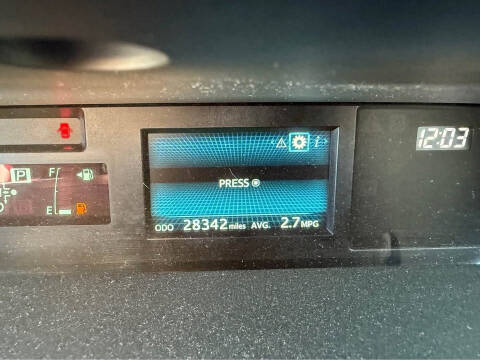 12:03
P F
PRESS
E
ODO 28342 miles AVG. 2.7 MPG